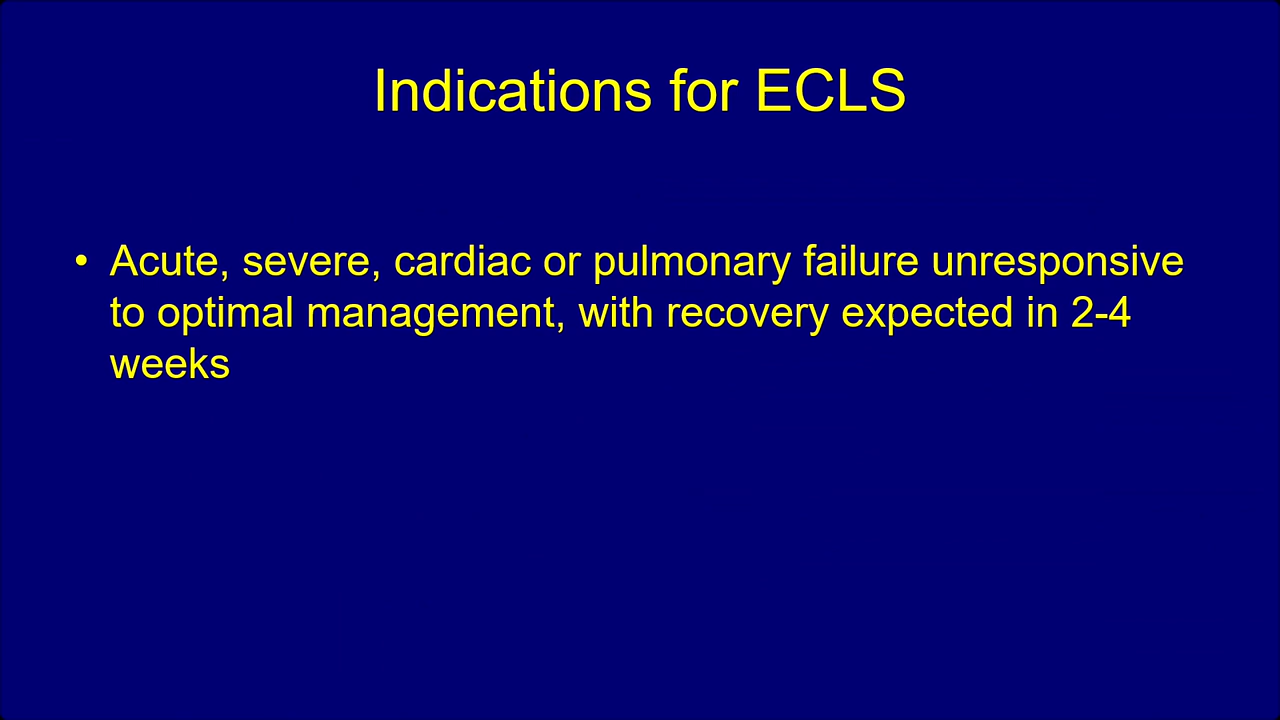 Indications for ECLS
• Acute, severe, cardiac or pulmonary failure unresponsive
to optimal management, with recovery expected in 2-4
weeks